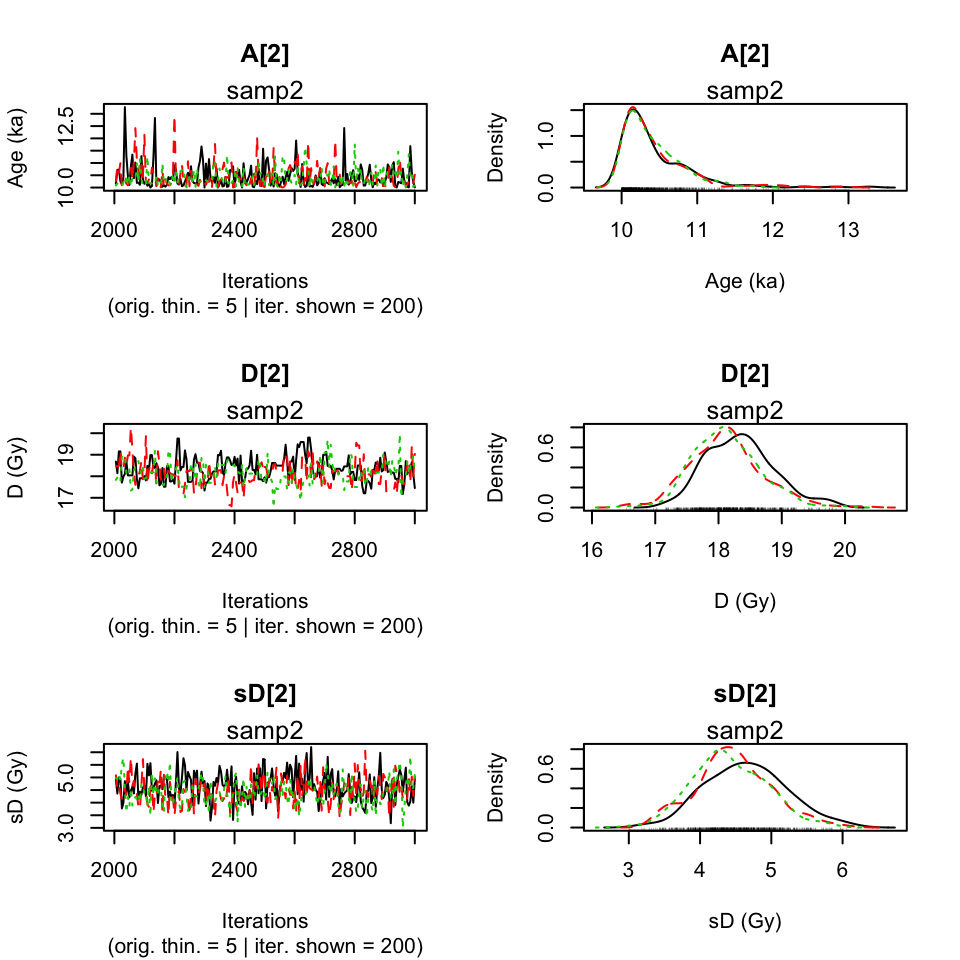 A[2]
samp2
Age (ka)
12.5
10.0
2000 2400 2800
Iterations
(orig. thin. = 5 | iter. shown = 200)
A[2]
samp2
Density
1.0
0.0
10 11 12 13
Age (ka)
D[2]
samp2
D (Gy)
19
17
2000 2400 2800
Iterations
(orig. thin. = 5 | iter. shown = 200)
D[2]
samp2
Density
0.6
0.0
16 17 18 19 20
D (Gy)
sD[2]
samp2
sD (Gy)
5.0
3.0
2000 2400 2800
Iterations
(orig. thin. = 5 | iter. shown = 200)
sD[2]
samp2
Density
0.6
0.0
3 4 5 6
sD (Gy)